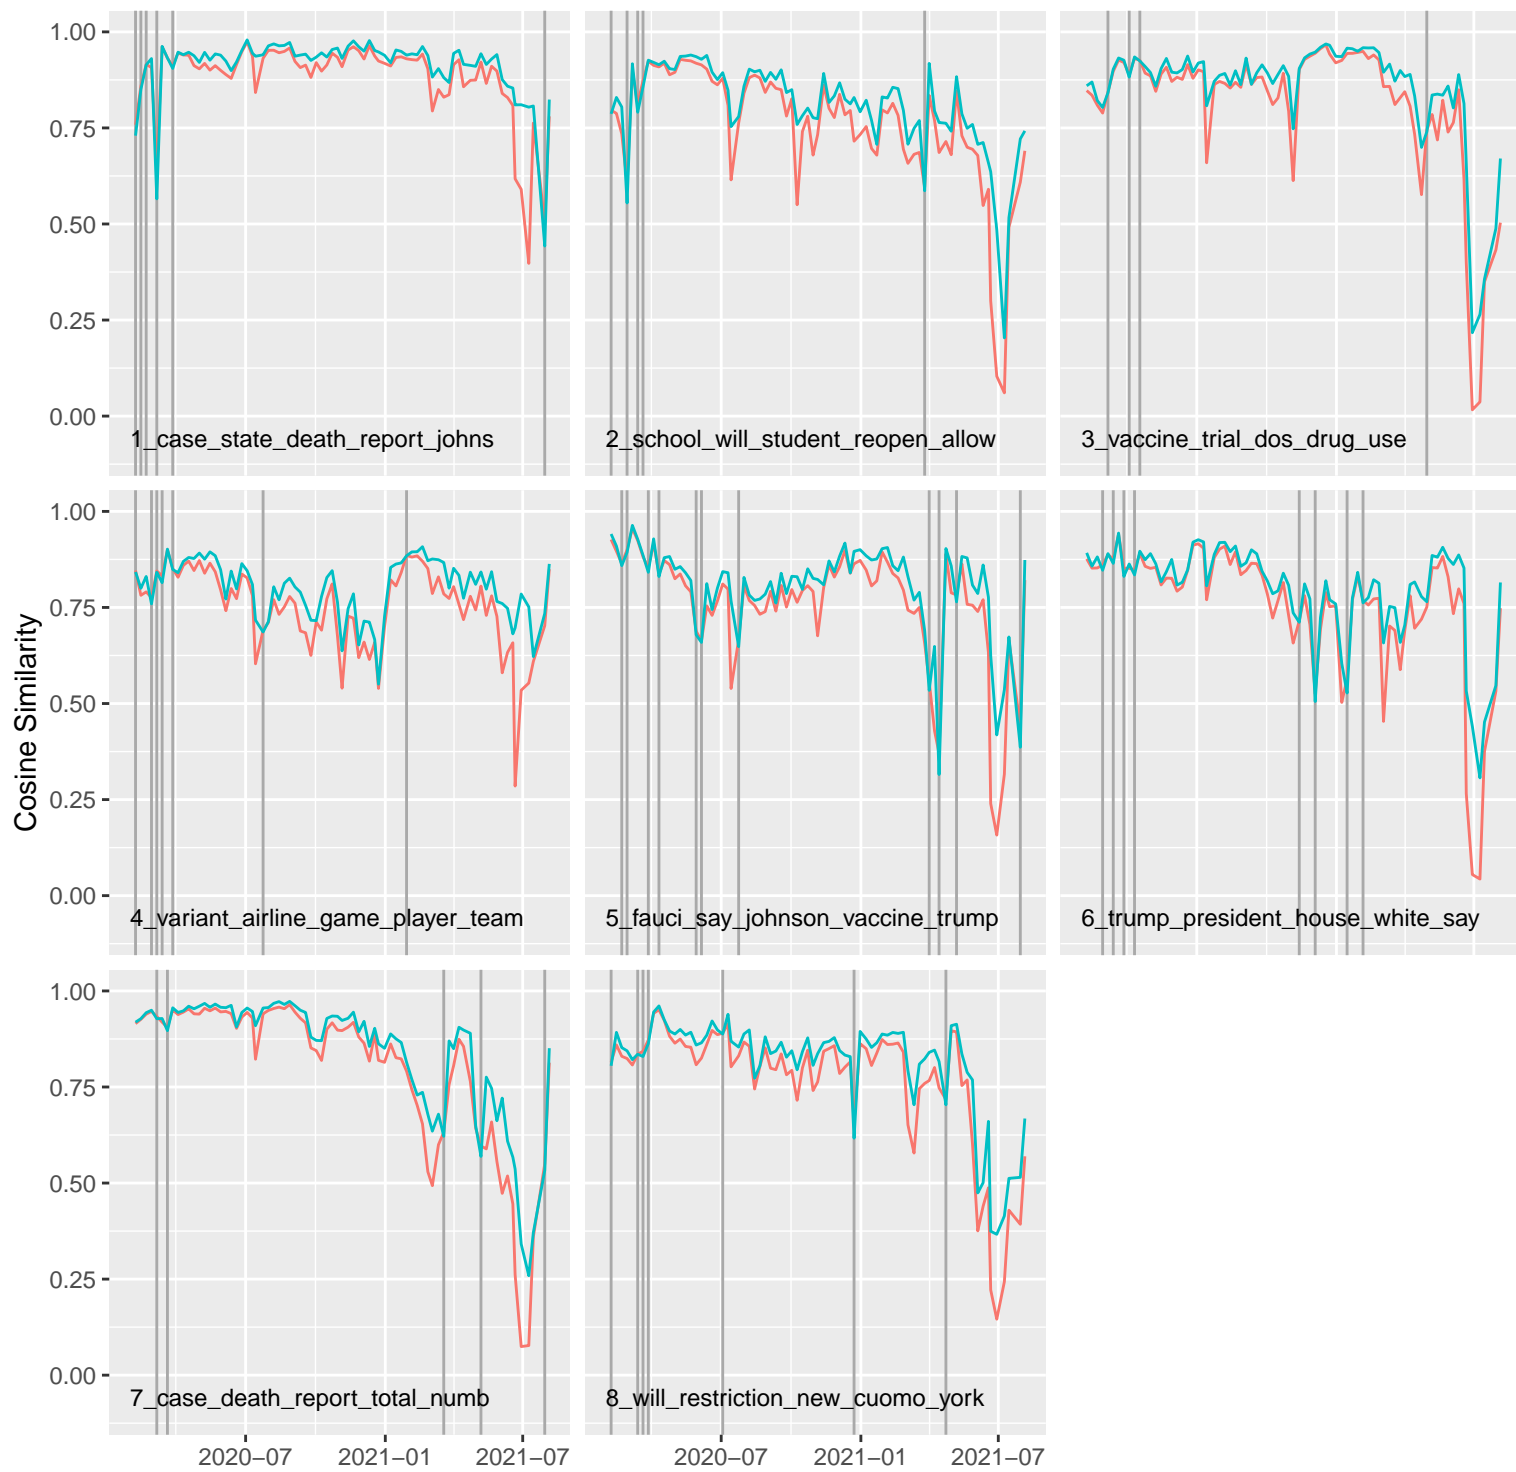 1.00
0.75
0.50
0.25
0.00
1_case_state_death_report_johns
2_school_will_student_reopen_allow
3_vaccine_trial_dos_drug_use
Cosine Similarity
1.00
0.75
0.50
0.25
0.00
4_variant_airline_game_player_team
5_fauci_say_johnson_vaccine_trump
6_trump_president_house_white_say
1.00
0.75
0.50
0.25
0.00
7_case_death_report_total_numb
8_will_restriction_new_cuomo_york
2020−07
2021−01
2021−07
2020−07
2021−01
2021−07